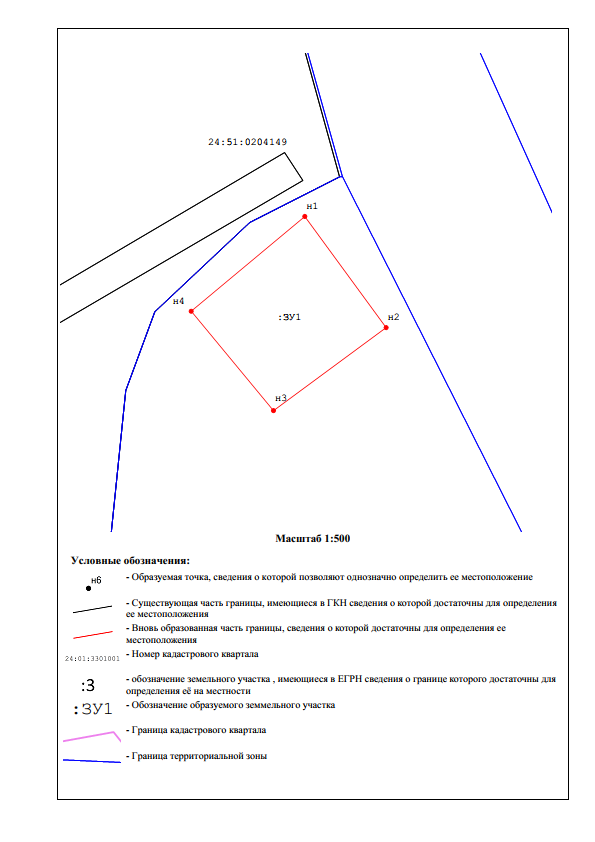 24:51:0204149
н1
н4
:ЗУ1
н2
н3
Масштаб 1:500
Условные обозначения:
н6
- Образуемая точка, сведения о которой позволяют однозначно определить ее местоположение
- Существующая часть границы, имеющиеся в ГКН сведения о которой достаточны для определения
ее местоположения
- Вновь образованная часть границы, сведения о которой достаточны для определения ее
местоположения
24:01:3301001
- Номер кадастрового квартала
:3
- обозначение земельного участка , имеющиеся в ЕГРН сведения о границе которого достаточны для
определения её на местности
:ЗУ1
- Обозначение образуемого земмельного участка
- Граница кадастрового квартала
- Граница территориальной зоны